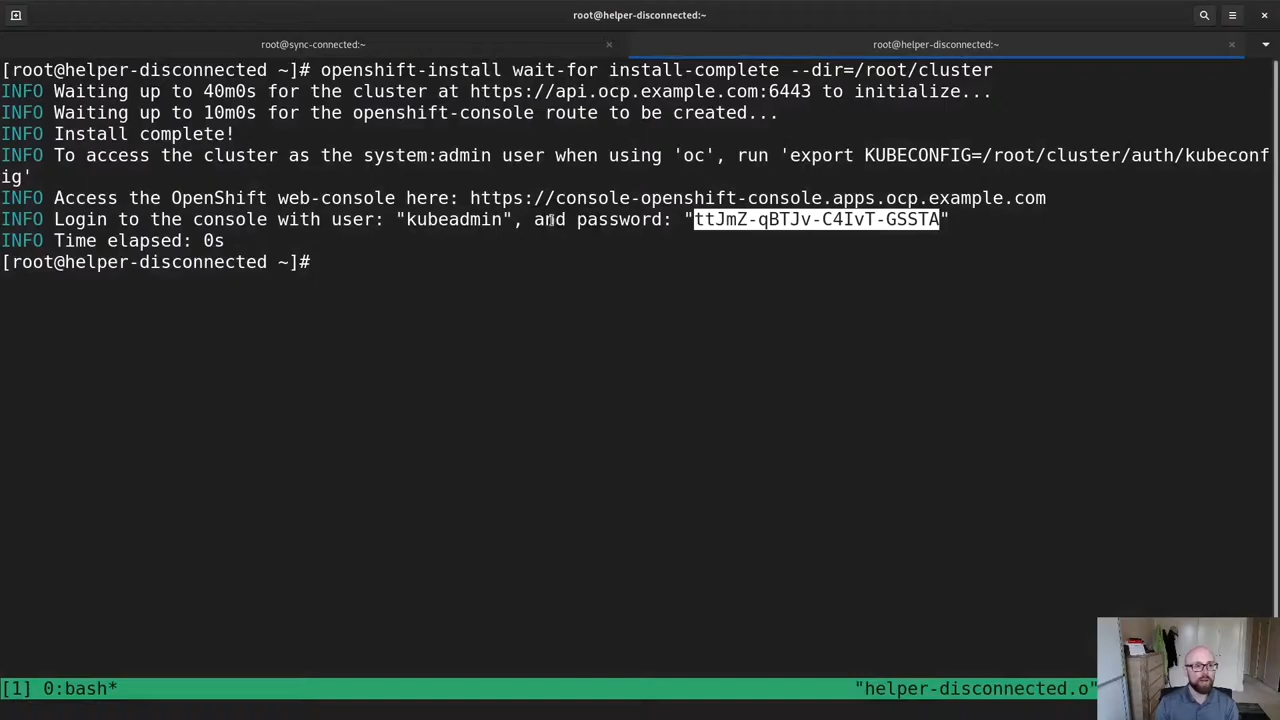 root@helper-disconnected:~
root@sync-connected:~
root@helper-disconnected:~
[root@helper-disconnected ~]# openshift-install wait-for install-complete --dir=/root/cluster
INFO Waiting up to 40m0s for the cluster at https://api.ocp.example.com:6443 to initialize...
INFO Waiting up to 10m0s for the openshift-console route to be created...
INFO Install complete!
INFO To access the cluster as the system:admin user when using 'oc', run 'export KUBECONFIG=/root/cluster/auth/kubeconf
ig'
INFO Access the OpenShift web-console here: https://console-openshift-console.apps.ocp.example.com
INFO Login to the console with user: "kubeadmin", and password: "ttJmZ-qBTJv-C4IvT-GSSTA"
INFO Time elapsed: 0s
[root@helper-disconnected ~]#
[1] 0:bash*
"helper-disconnected.o"